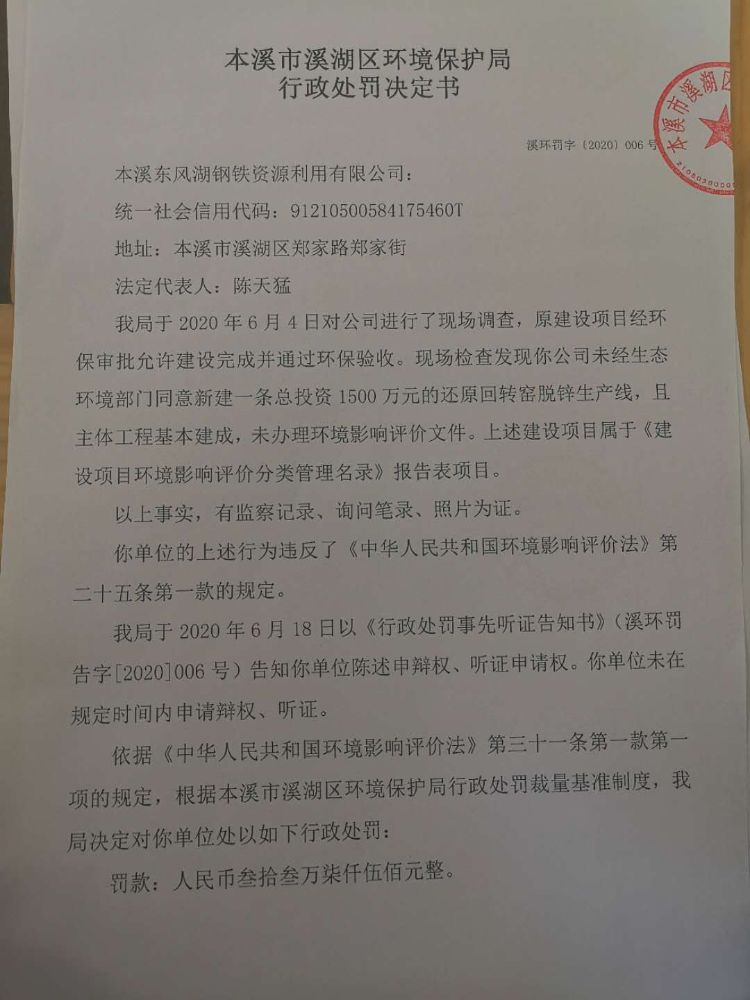 本溪市溪湖区环境保护局
行政处罚决定书
溪环罚字〔2020〕006 号
本溪市溪湖区
本溪东风湖钢铁资源利用有限公司：
统一社会信用代码：91210500584175460T
地址：本溪市溪湖区郑家路郑家街
法定代表人：陈天猛
我局于 2020 年 6 月 4 日对公司进行了现场调查，原建设项目经环
保审批允许建设完成并通过环保验收。现场检查发现你公司未经生态
环境部门同意新建一条总投资 1500 万元的还原回转窑脱锌生产线，且
主体工程基本建成，未办理环境影响评价文件。上述建设项目属于《建
设项目环境影响评价分类管理名录》报告表项目。
以上事实，有监察记录、询问笔录、照片为证。
你单位的上述行为违反了《中华人民共和国环境影响评价法》第
二十五条第一款的规定。
我局于 2020 年 6 月 18 日以《行政处罚事先听证告知书》（溪环罚
告字[2020]006 号）告知你单位陈述申辩权、听证申请权。你单位未在
规定时间内申请辩权、听证。
依据《中华人民共和国环境影响评价法》第三十一条第一款第一
项的规定，根据本溪市溪湖区环境保护局行政处罚裁量基准制度，我
局决定对你单位处以如下行政处罚：
罚款：人民币叁拾叁万柒仟伍佰元整。